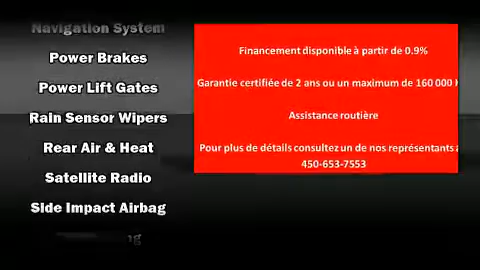 Navigation System
Power Brakes
Power Lift Gates
Rain Sensor Wipers
Rear Air & Heat
Satellite Radio
Side Impact Airbag
Financement disponible à partir de 0.9%
Garantie certifiée de 2 ans ou un maximum de 160 000
Assistance routière
Pour plus de détails consultez un de nos représentants
450-653-7553